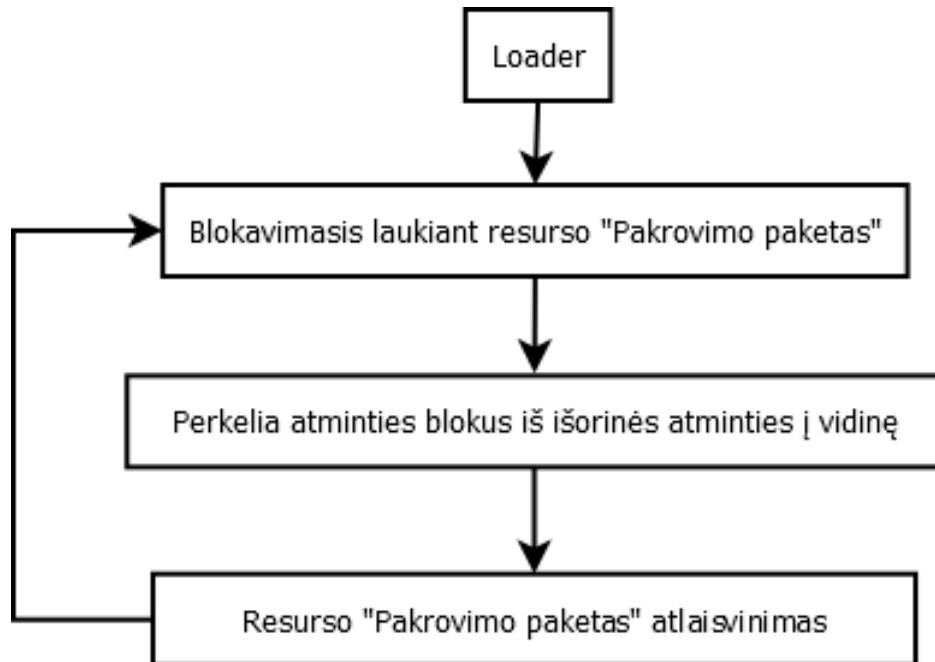 Loader
Blokavimasis laukiant resurso "Pakrovimo paketas"
Perkelia atminties blokus iš išorinės atminties į vidinę
Resurso "Pakrovimo paketas" atlaisvinimas